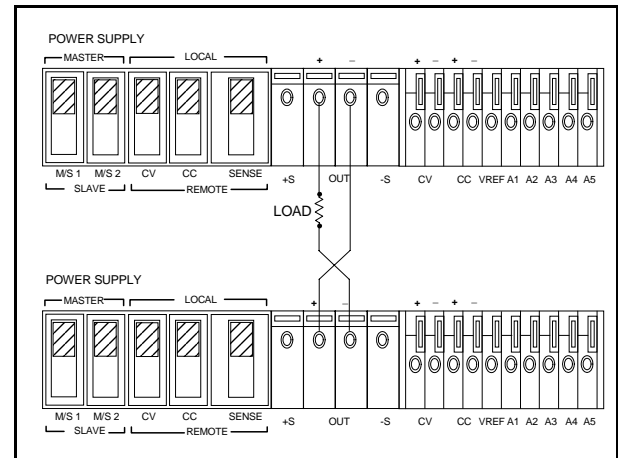 POWER SUPPLY
MASTER LOCAL
+ – + – + –
M/S 1 M/S 2 CV CC SENSE +S OUT -S CV CC VREF A1 A2 A3 A4 A5
SLAVE REMOTE
LOAD
POWER SUPPLY
MASTER LOCAL
+ – + – + –
M/S 1 M/S 2 CV CC SENSE +S OUT -S CV CC VREF A1 A2 A3 A4 A5
SLAVE REMOTE